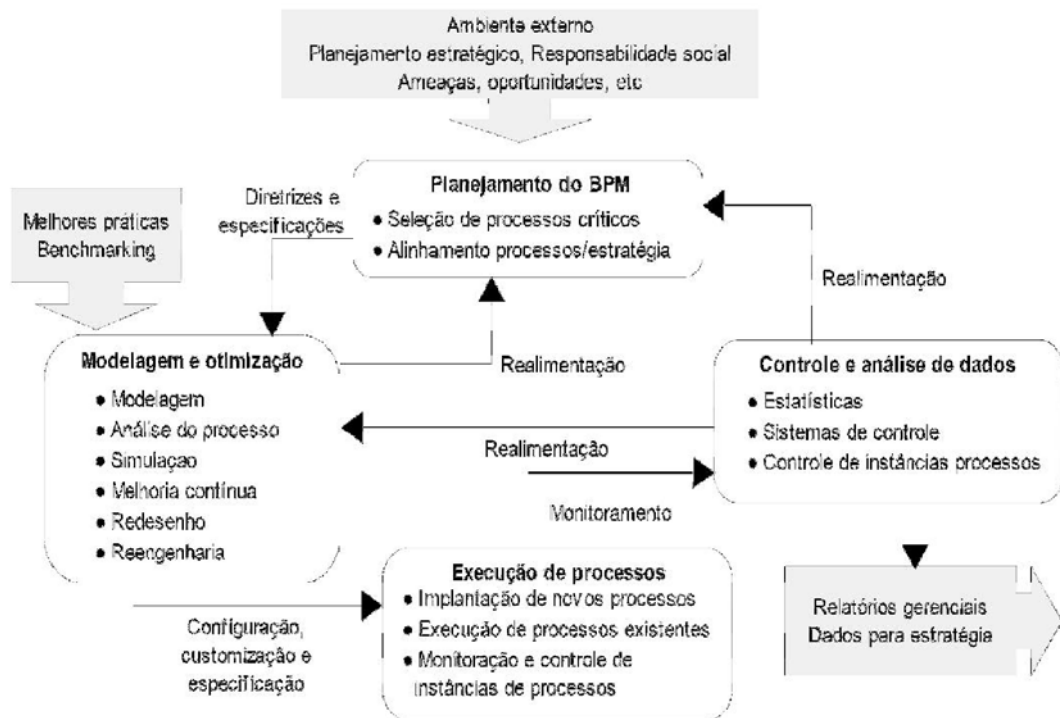 Ambiente externo
Planejamento estratégico, Responsabilidade social
Ameaças, oportunidades, etc
Planejamento do BPM
• Seleção de processos críticos
• Alinhamento processos/estratégia
Diretrizes e
especificações
Melhores práticas
Benchmarking
Realimentação
Modelagem e otimização
• Modelagem
• Análise do processo
• Simulação
• Melhoria contínua
• Redesenho
• Reengenharia
Realimentação
Controle e análise de dados
• Estatísticas
• Sistemas de controle
• Controle de instâncias processos
Realimentação
Monitoramento
Execução de processos
• Implantação de novos processos
• Execução de processos existentes
• Monitoração e controle de
instâncias de processos
Configuração,
customização e
especificação
Relatórios gerenciais
Dados para estratégia